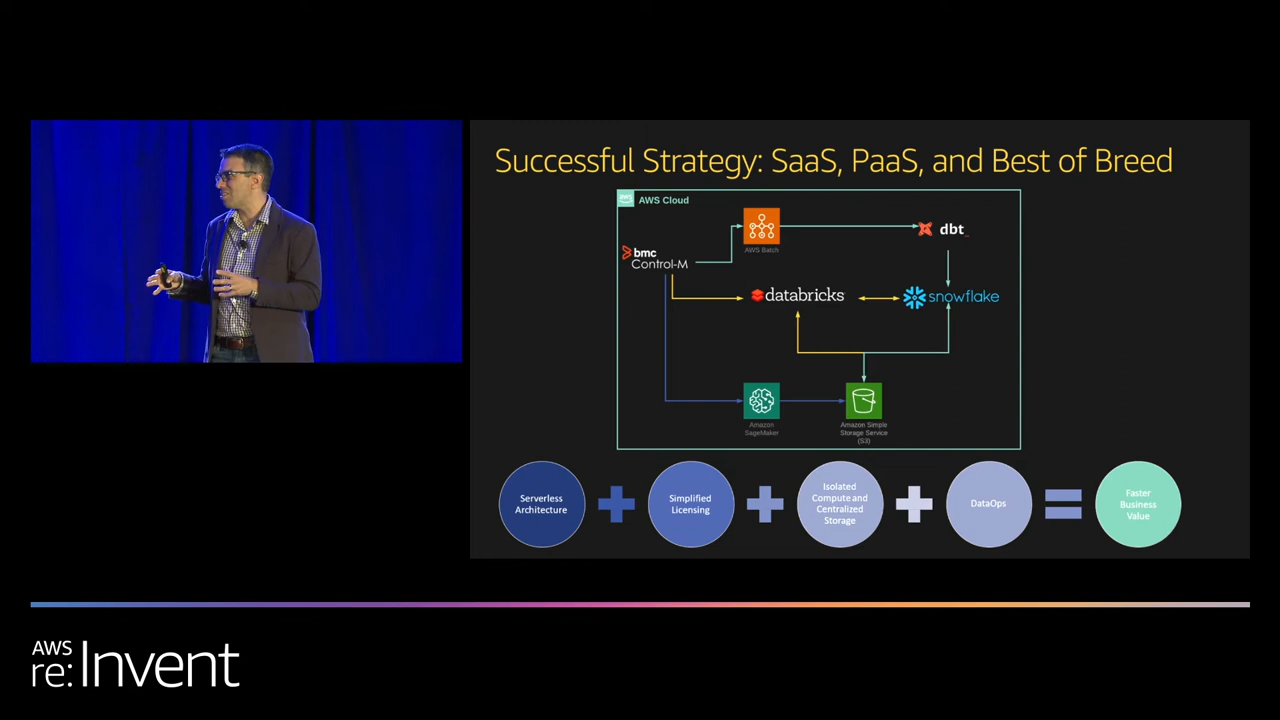 Successful Strategy: SaaS, PaaS, and Best of Breed
aws
AWS Cloud
bmc
Control-M
AWS Batch
dbt
databricks
snowflake
Amazon
SageMaker
Amazon Simple
Storage Service
(S3)
Serverless
Architecture
Simplified
Licensing
Isolated
Compute and
Centralized
Storage
DataOps
Faster
Business
Value
AWS
re:Invent